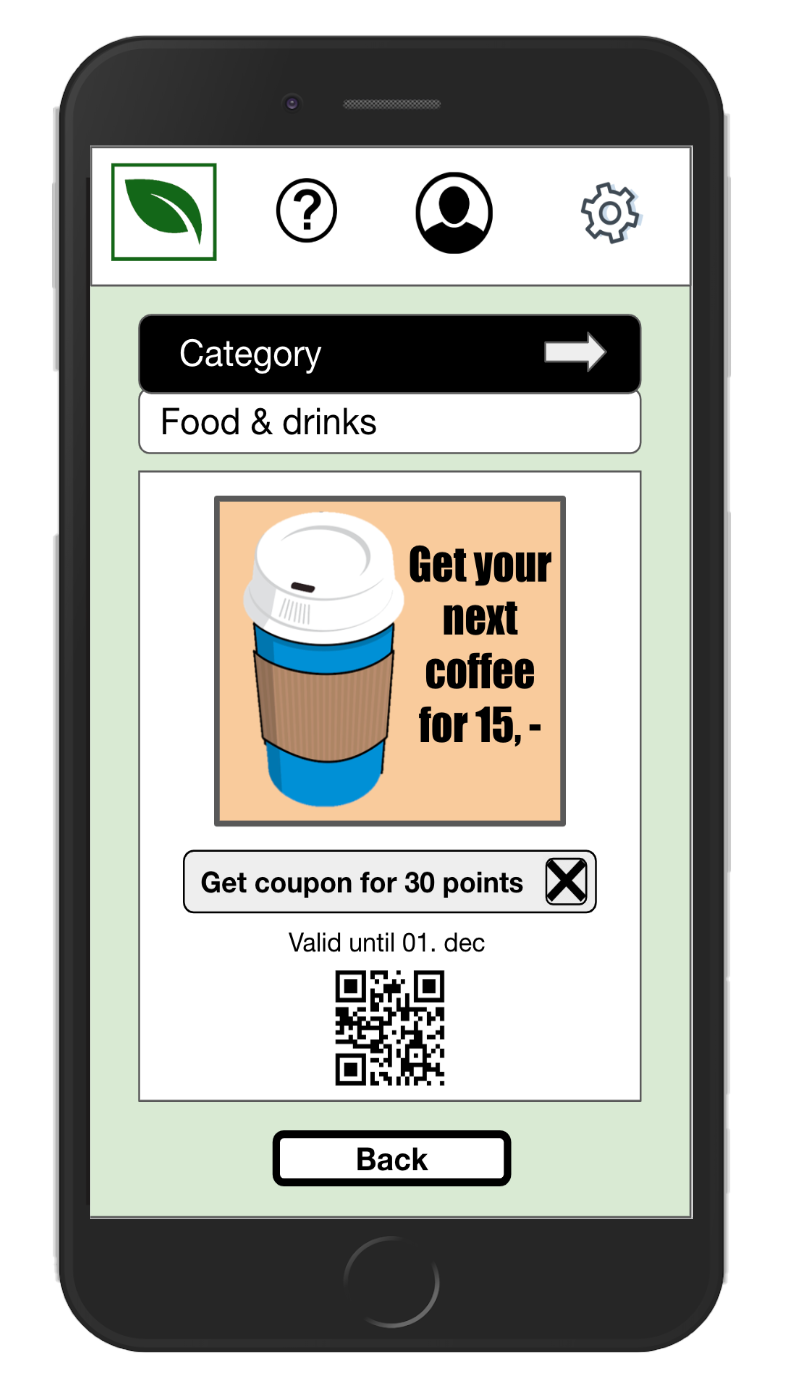 ?
Category
Food & drinks
Get your
next
coffee
for 15, -
Get coupon for 30 points
Valid until 01. dec
Back